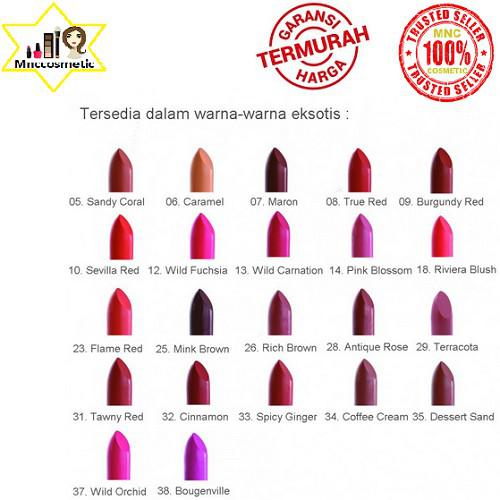 Mnccosmetic
GARANSI
TERMURAH
HARGA
TRUSTED SELLER
MNC
100%
COSMETIC
TRUSTED SELLER
Tersedia dalam warna-warna eksotis :
05. Sandy Coral 06. Caramel 07. Maron 08. True Red 09. Burgundy Red
10. Sevilla Red 12. Wild Fuchsia 13. Wild Carnation 14. Pink Blossom 18. Riviera Blush
23. Flame Red 25. Mink Brown 26. Rich Brown 28. Antique Rose 29. Terracota
31. Tawny Red 32. Cinnamon 33. Spicy Ginger 34. Coffee Cream 35. Dessert Sand
37. Wild Orchid 38. Bougenville